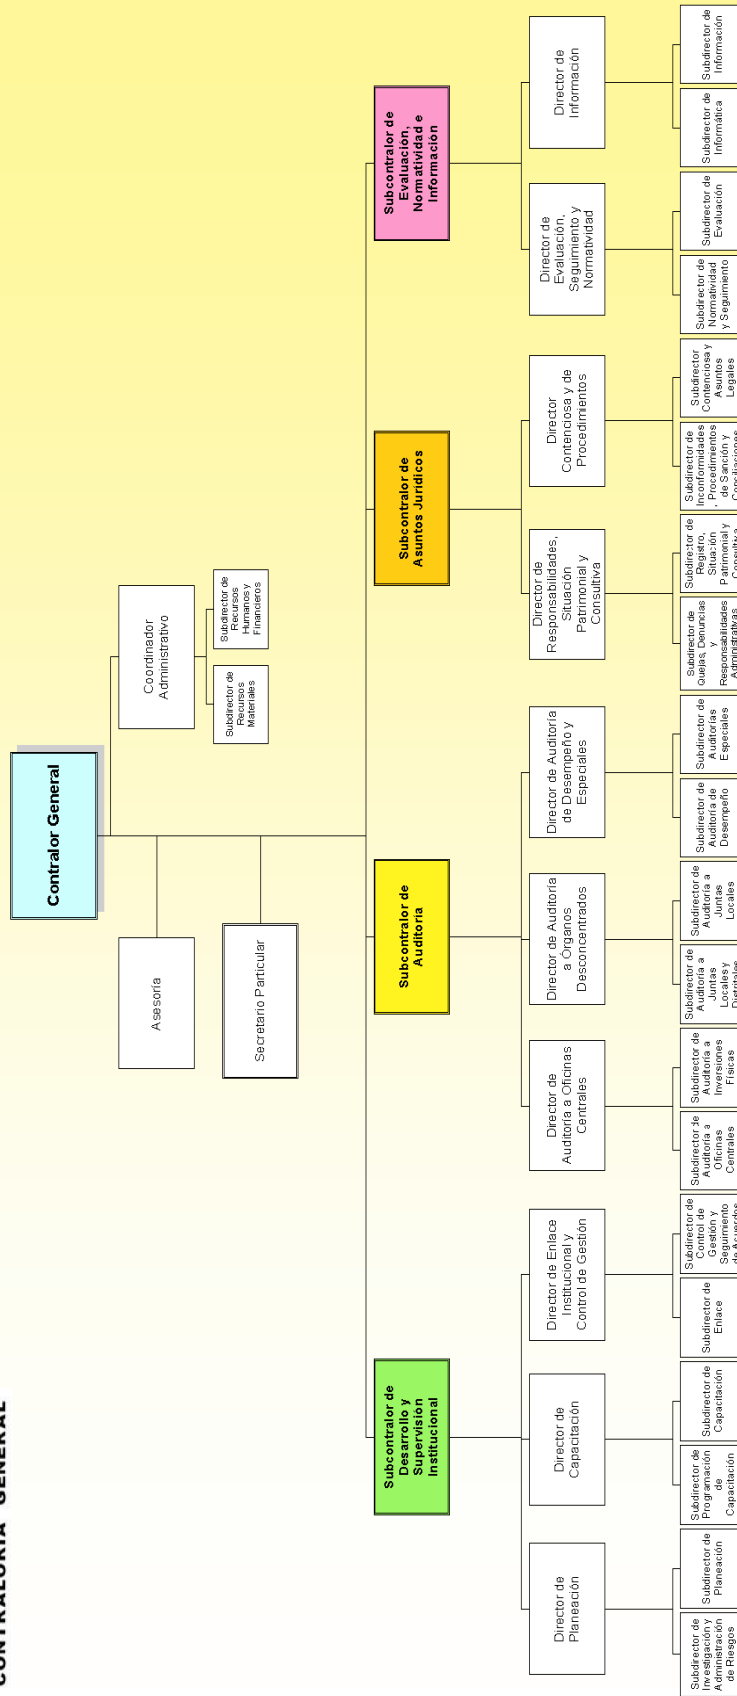 CONTRALORÍA GENERAL
Contralor General
Asesoría
Coordinador
Administrativo
Subdirector de
Recursos
Materiales
Subdirector de
Recursos
Humanos y
Financieros
Secretario Particular
Subcontralor de
Desarrollo y
Supervisión
Institucional
Subcontralor de
Auditoría
Subcontralor de
Asuntos Jurídicos
Subcontralor de
Evaluación,
Normatividad e
Información
Director de
Planeación
Director de
Capacitación
Director de Enlace
Institucional y
Control de Gestión
Director de
Auditoría a Oficinas
Centrales
Director de Auditoría
a Órganos
Desconcentrados
Director de Auditoría
de Desempeño y
Especiales
Director de
Responsabilidades,
Situación
Patrimonial y
Consultiva
Director
Contenciosa y de
Procedimientos
Director de
Evaluación,
Seguimiento y
Normatividad
Director de
Información
Subdirector de
Investigación y
Administración
de Riesgos
Subdirector de
Planeación
Subdirector de
Programación
de
Capacitación
Subdirector de
Capacitación
Subdirector de
Enlace
Subdirector de
Control de
Gestión y
Seguimiento
de Acuerdos
Subdirector de
Auditoría a
Oficinas
Centrales
Subdirector de
Auditoría a
Inversiones
Físicas
Subdirector de
Auditoría a
Juntas
Locales y
Distritales
Subdirector de
Auditoría a
Juntas
Locales
Subdirector de
Auditoría de
Desempeño
Subdirector de
Auditorías
Especiales
Subdirector de
Quejas, Denuncias
y
Responsabilidades
Administrativas
Subdirector de
Registro,
Situación
Patrimonial y
Consultiva
Subdirector de
Inconformidades
, Procedimientos
de Sanción y
Conciliaciones
Subdirector
Contenciosa y
Asuntos
Legales
Subdirector de
Normatividad
y Seguimiento
Subdirector de
Evaluación
Subdirector de
Informática
Subdirector de
Información